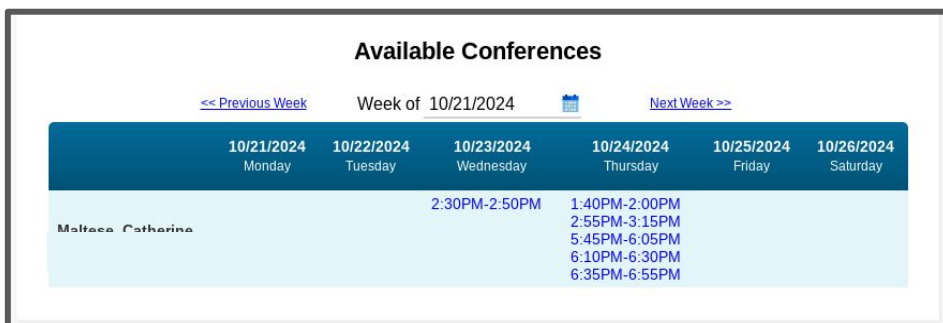 Available Conferences
<< Previous Week Week of 10/21/2024 Next Week >>
10/21/2024 10/22/2024 10/23/2024 10/24/2024 10/25/2024 10/26/2024
Monday Tuesday Wednesday Thursday Friday Saturday
2:30PM-2:50PM 1:40PM-2:00PM
2:55PM-3:15PM
Maltese, Catherine
5:45PM-6:05PM
6:10PM-6:30PM
6:35PM-6:55PM